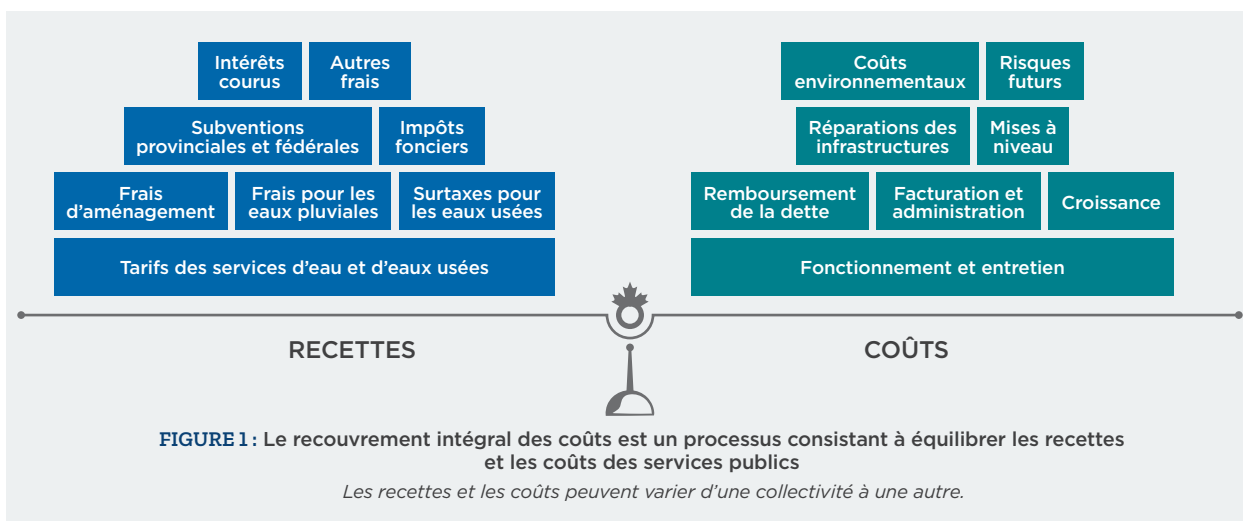 Intérêts
courus
Autres
frais
Subventions
provinciales et fédérales
Impôts
fonciers
Frais
d'aménagement
Frais pour les
eaux pluviales
Surtaxes pour
les eaux usées
Tarifs des services d'eau et d'eaux usées
RECETTES
Coûts
environnementaux
Risques
futurs
Réparations des
infrastructures
Mises à
niveau
Remboursement
de la dette
Facturation et
administration
Croissance
Fonctionnement et entretien
COÛTS
FIGURE 1 : Le recouvrement intégral des coûts est un processus consistant à équilibrer les recettes
et les coûts des services publics
Les recettes et les coûts peuvent varier d'une collectivité à une autre.